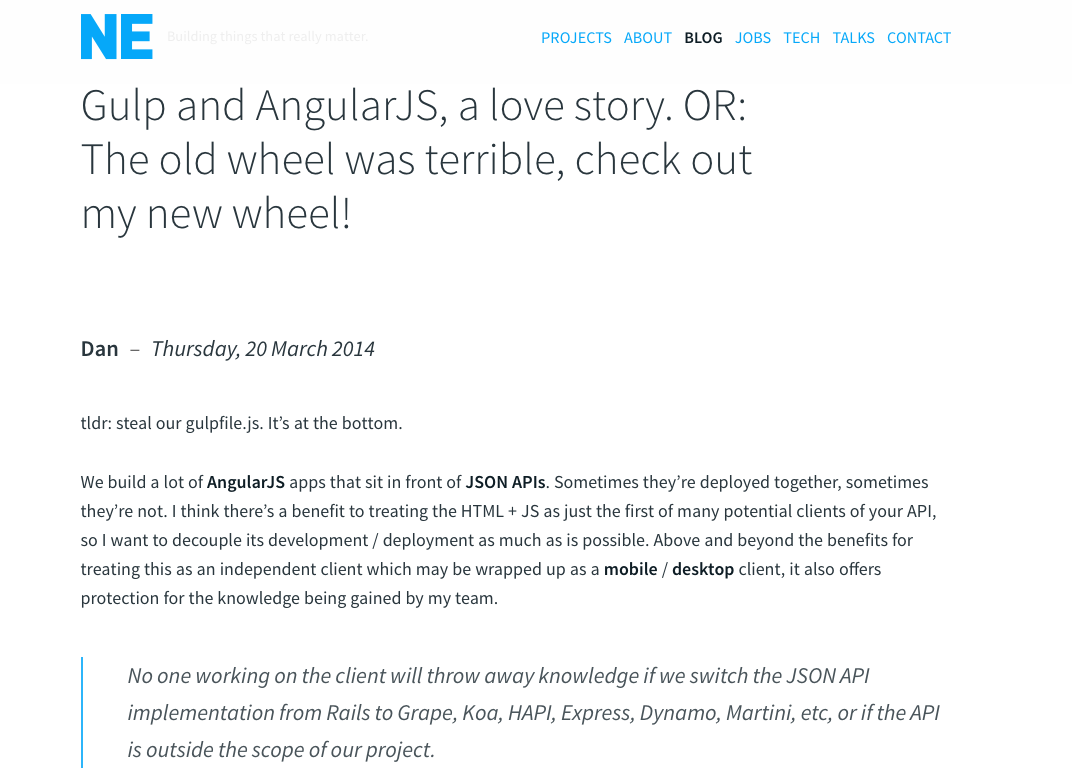 NE
Building things that really matter.
PROJECTS ABOUT BLOG JOBS TECH TALKS CONTACT
Gulp and AngularJS, a love story. OR:
The old wheel was terrible, check out
my new wheel!
Dan – Thursday, 20 March 2014
tldr: steal our gulpfile.js. It’s at the bottom.
We build a lot of AngularJS apps that sit in front of JSON APIs. Sometimes they’re deployed together, sometimes
they’re not. I think there’s a benefit to treating the HTML + JS as just the first of many potential clients of your API,
so I want to decouple its development / deployment as much as is possible. Above and beyond the benefits for
treating this as an independent client which may be wrapped up as a mobile / desktop client, it also offers
protection for the knowledge being gained by my team.
No one working on the client will throw away knowledge if we switch the JSON API
implementation from Rails to Grape, Koa, HAPI, Express, Dynamo, Martini, etc, or if the API
is outside the scope of our project.